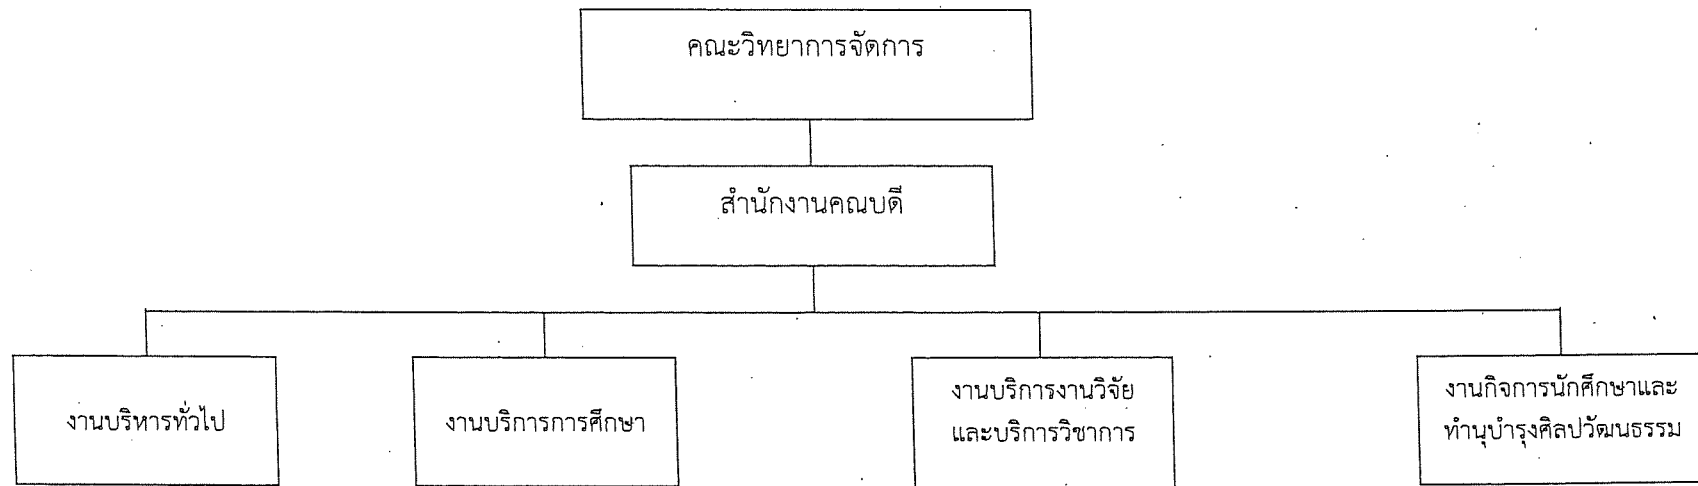 คณะวิทยาการจัดการ
สำนักงานคณบดี
งานบริหารทั่วไป
งานบริการการศึกษา
งานบริการงานวิจัย
และบริการวิชาการ
งานกิจการนักศึกษาและ
ทำนุบำรุงศิลปวัฒนธรรม